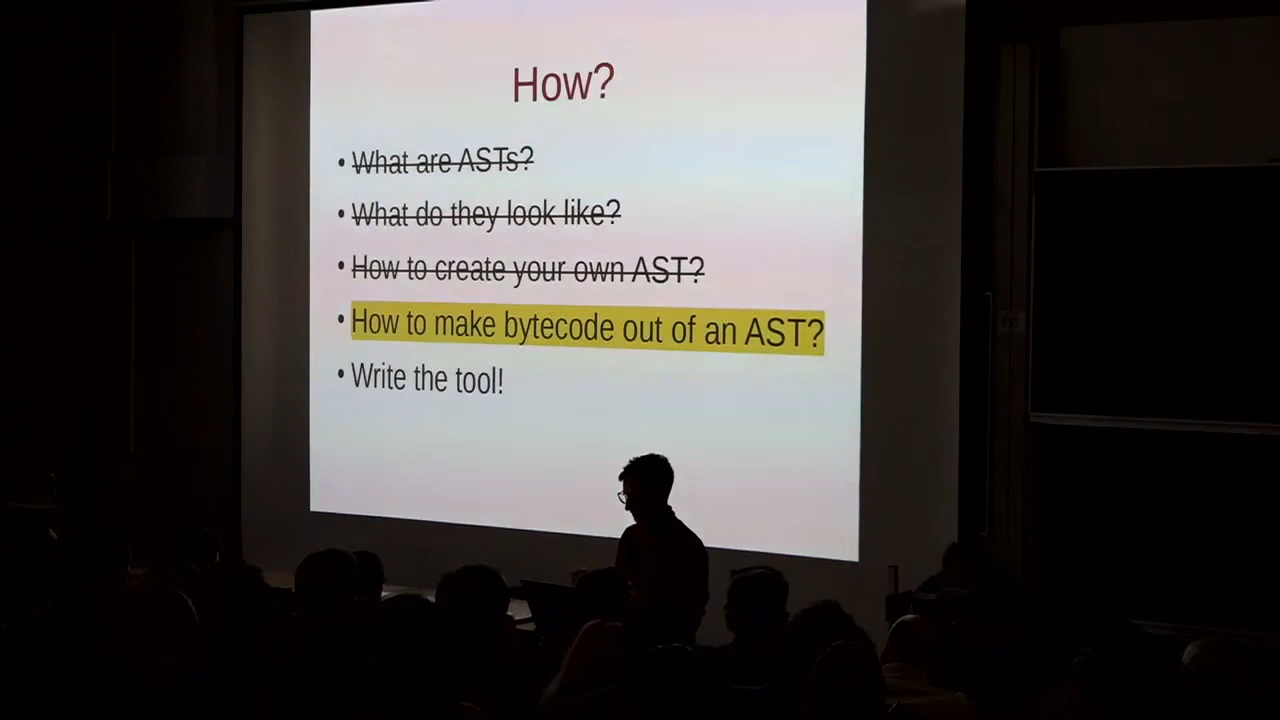 How?
• What are ASTs?
• What do they look like?
• How to create your own AST?
• How to make bytecode out of an AST?
• Write the tool!